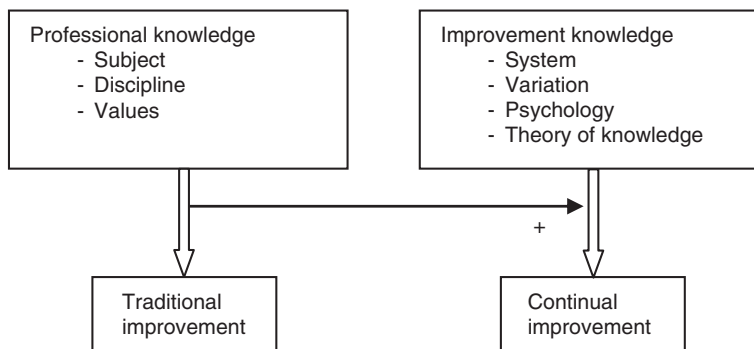 Professional knowledge
- Subject
- Discipline
- Values
Improvement knowledge
- System
- Variation
- Psychology
- Theory of knowledge
+
Traditional
improvement
Continual
improvement